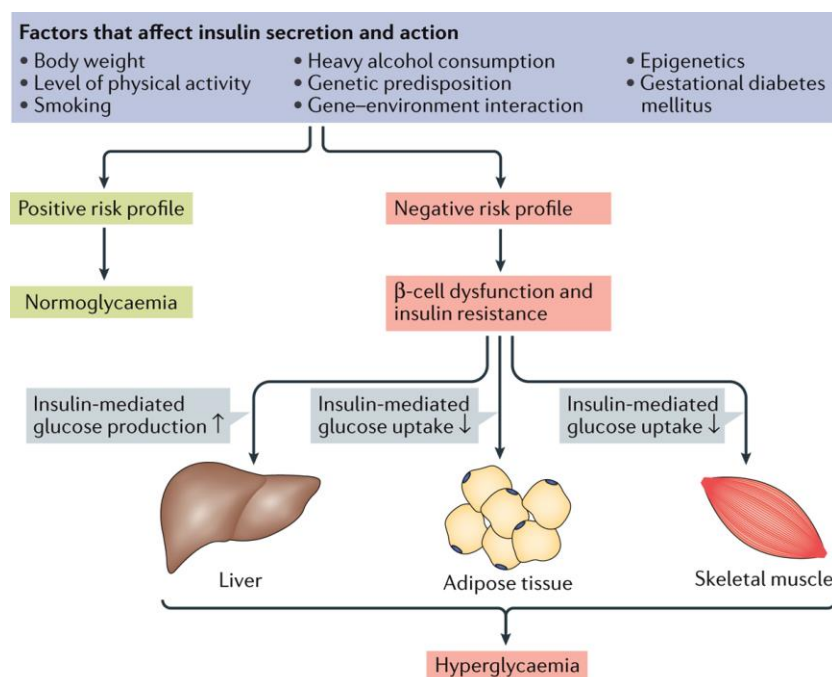 Factors that affect insulin secretion and action
• Body weight
• Level of physical activity
• Smoking
• Heavy alcohol consumption
• Genetic predisposition
• Gene–environment interaction
• Epigenetics
• Gestational diabetes
mellitus
Positive risk profile
Negative risk profile
Normoglycaemia
β-cell dysfunction and
insulin resistance
Insulin-mediated
glucose production ↑
Insulin-mediated
glucose uptake ↓
Insulin-mediated
glucose uptake ↓
Liver
Adipose tissue
Skeletal muscle
Hyperglycaemia